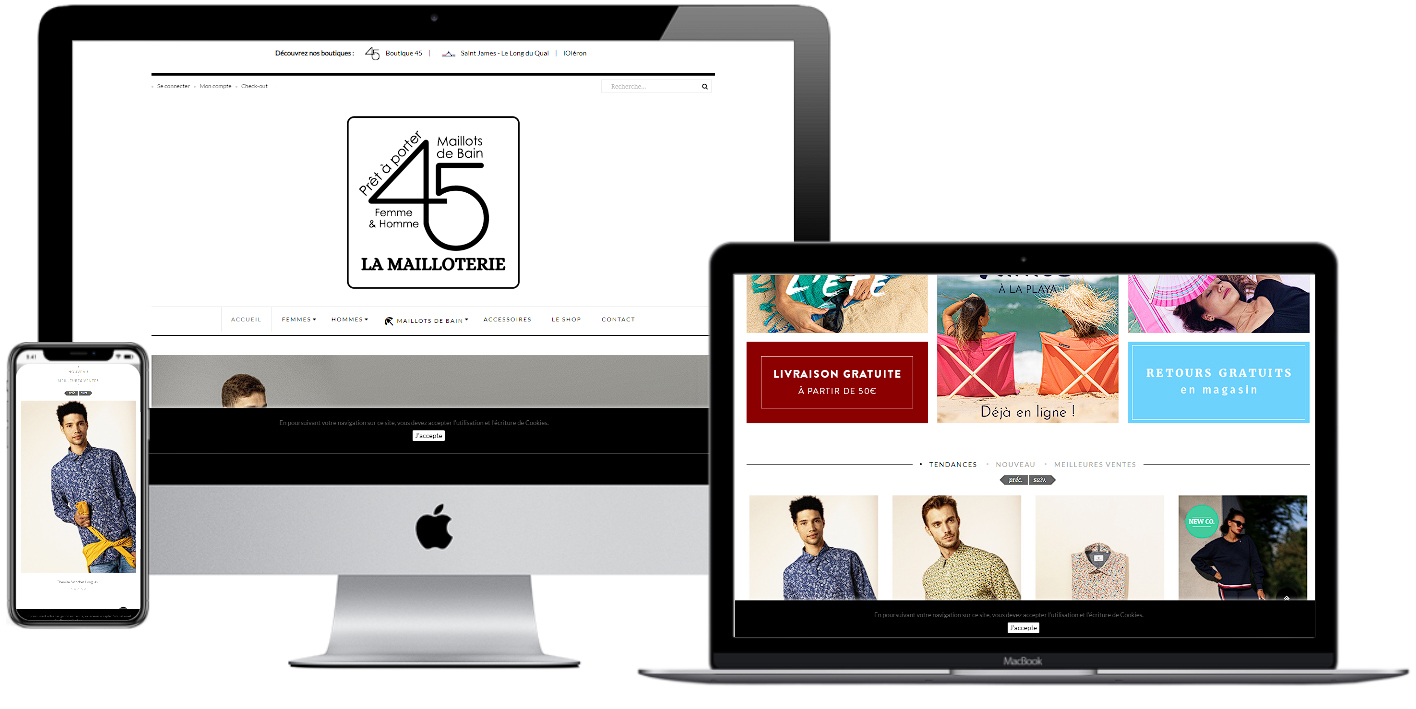 Découvrez nos boutiques :
45
Boutique 45 |
Saint James - Le Long du Quai | IOléron
Se connecter
Mon compte
Check-out
Recherche...
Prêt à porter
Maillots
de Bain
45
Femme
& Homme
LA MAILLOTERIE
ACCUEIL
FEMMES
HOMMES
MAILLOTS DE BAIN
ACCESSOIRES
LE SHOP
CONTACT
En poursuivant votre navigation sur ce site, vous devez accepter l'utilisation et l'écriture de Cookies.
J'accepte
L'ÉTÉ
À LA PLAYA
LIVRAISON GRATUITE
À PARTIR DE 50€
Déjà en ligne !
RETOURS GRATUITS
en magasin
TENDANCES
NOUVEAU
MEILLEURES VENTES
préc. suiv.
NEW CO.
En poursuivant votre navigation sur ce site, vous devez accepter l'utilisation et l'écriture de Cookies.
J'accepte
MacBook
9:41
NOUVEAU
MEILLEURES VENTES